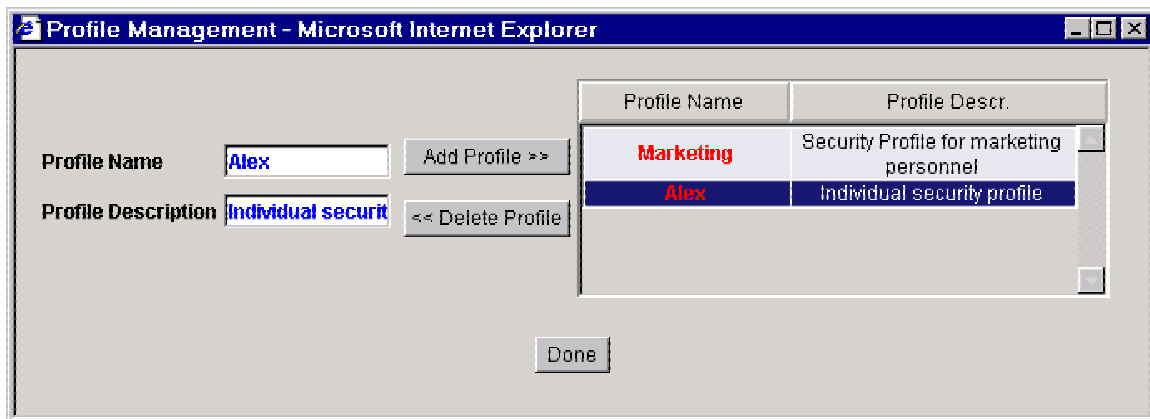 Profile Management - Microsoft Internet Explorer
Profile Name
Alex
Add Profile >>
Profile Description
Individual securit
<< Delete Profile
Profile Name
Profile Descr.
Marketing
Security Profile for marketing
personnel
Alex
Individual security profile
Done